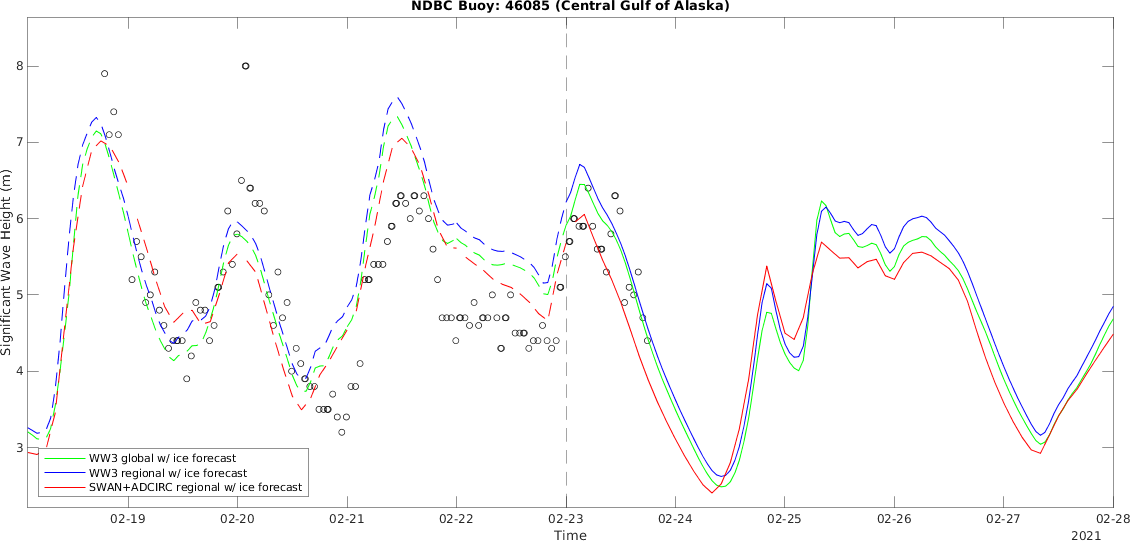 NDBC Buoy: 46085 (Central Gulf of Alaska)
Significant Wave Height (m)
8
7
6
5
4
3
WW3 global w/ ice forecast
WW3 regional w/ ice forecast
SWAN+ADCIRC regional w/ ice forecast
02-19 02-20 02-21 02-22 02-23 02-24 02-25 02-26 02-27 02-28
Time
2021